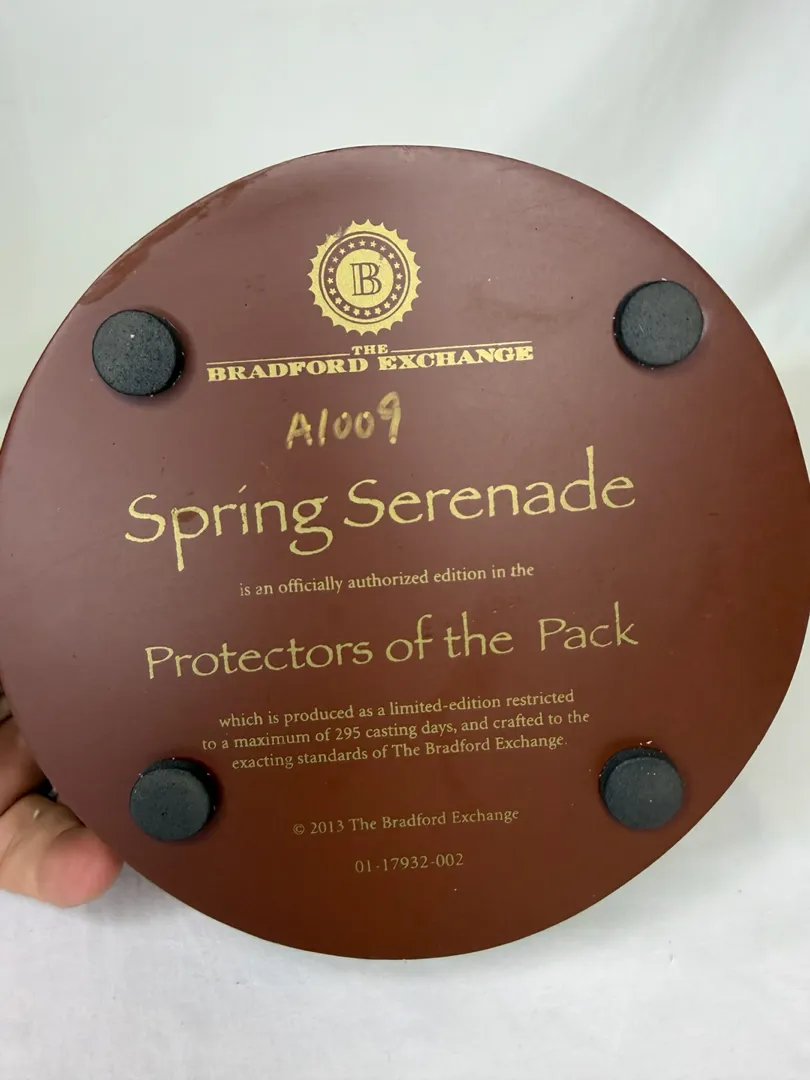 B
THE
BRADFORD EXCHANGE
A1009
Spring Serenade
is an officially authorized edition in the
Protectors of the Pack
which is produced as a limited-edition restricted
to a maximum of 295 casting days, and crafted to the
exacting standards of The Bradford Exchange.
© 2013 The Bradford Exchange
01-17932-002